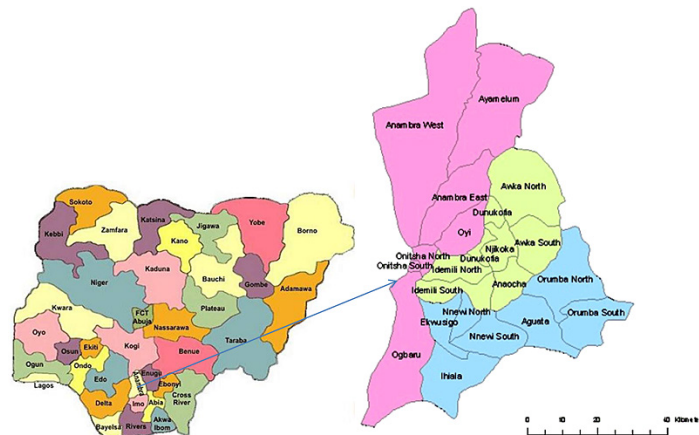 Sokoto
Katsina
Kebbi
Zamfara
Kano
Jigawa
Yobe
Borno
Kaduna
Bauchi
Gombe
Niger
Adamawa
Kwara
FCT
Abuja
Plateau
Nassarawa
Oyo
Kogi
Taraba
Osun
Ekiti
Benue
Ogun
Ondo
Lagos
Edo
Enugu
Anambra
Ebonyi
Delta
Imo
Abia
Cross
River
Bayelsa
Rivers
Akwa
Ibom
Ayamelum
Anambra West
Awka North
Anambra East
Dunukofia
Oyi
Awka South
Onitsha North
Njikoka
Onitsha South
Dunukofia
Idemili North
Orumba North
Idemili South
Anaocha
Nnewi North
Orumba South
Ekwusigo
Aguata
Nnewi South
Ogbaru
Ihiala
0 10 20 40